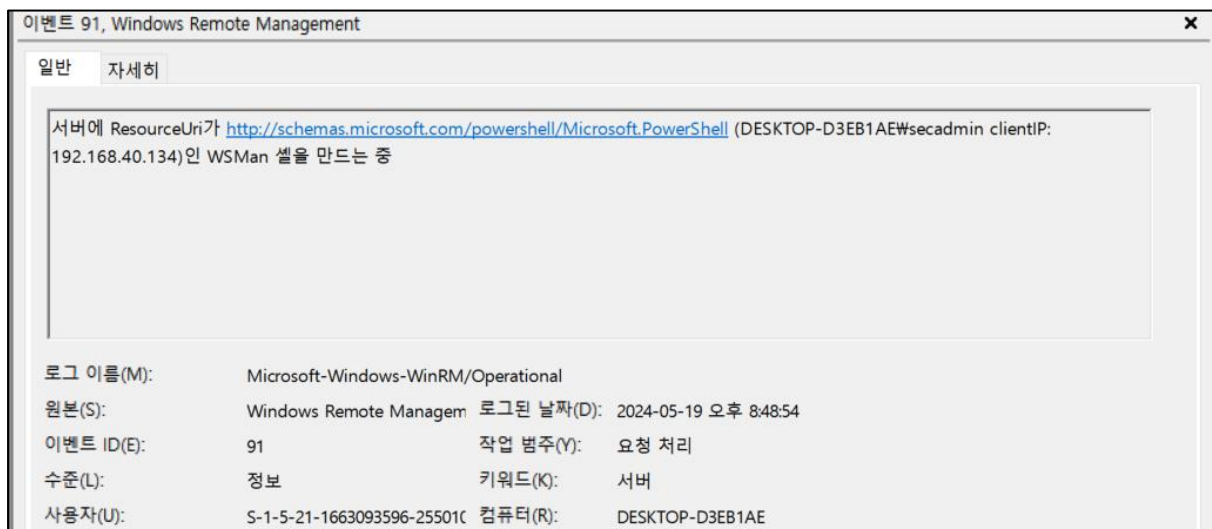 이벤트 91, Windows Remote Management
일반 자세히
서버에 ResourceUri가 http://schemas.microsoft.com/powershell/Microsoft.PowerShell (DESKTOP-D3EB1AE₩secadmin clientIP:
192.168.40.134)인 WSMan 셸을 만드는 중
로그 이름(M): Microsoft-Windows-WinRM/Operational
원본(S): Windows Remote Managem 로그된 날짜(D): 2024-05-19 오후 8:48:54
이벤트 ID(E): 91 작업 범주(Y): 요청 처리
수준(L): 정보 키워드(K): 서버
사용자(U): S-1-5-21-1663093596-25501( 컴퓨터(R): DESKTOP-D3EB1AE